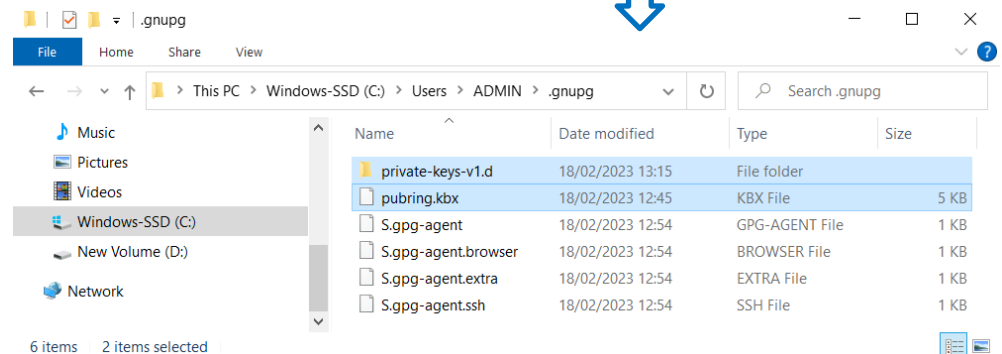 .gnupg
File Home Share View
This PC > Windows-SSD (C:) > Users > ADMIN > .gnupg Search .gnupg
Music
Pictures
Videos
Windows-SSD (C:)
New Volume (D:)
Network
Name Date modified Type Size
private-keys-v1.d 18/02/2023 13:15 File folder
pubring.kbx 18/02/2023 12:45 KBX File 5 KB
S.gpg-agent 18/02/2023 12:54 GPG-AGENT File 1 KB
S.gpg-agent.browser 18/02/2023 12:54 BROWSER File 1 KB
S.gpg-agent.extra 18/02/2023 12:54 EXTRA File 1 KB
S.gpg-agent.ssh 18/02/2023 12:54 SSH File 1 KB
6 items 2 items selected